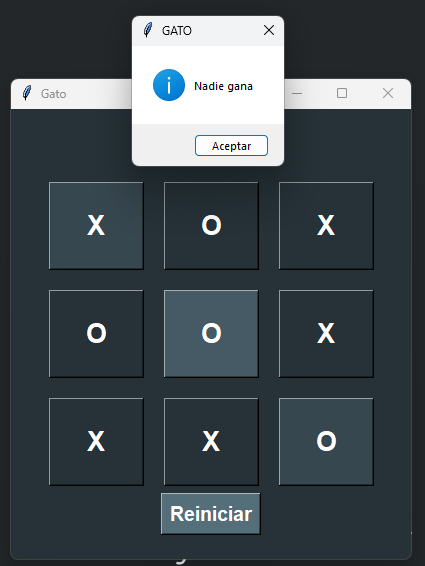 GATO
Nadie gana
Aceptar
Gato
X O X
O O X
X X O
Reiniciar